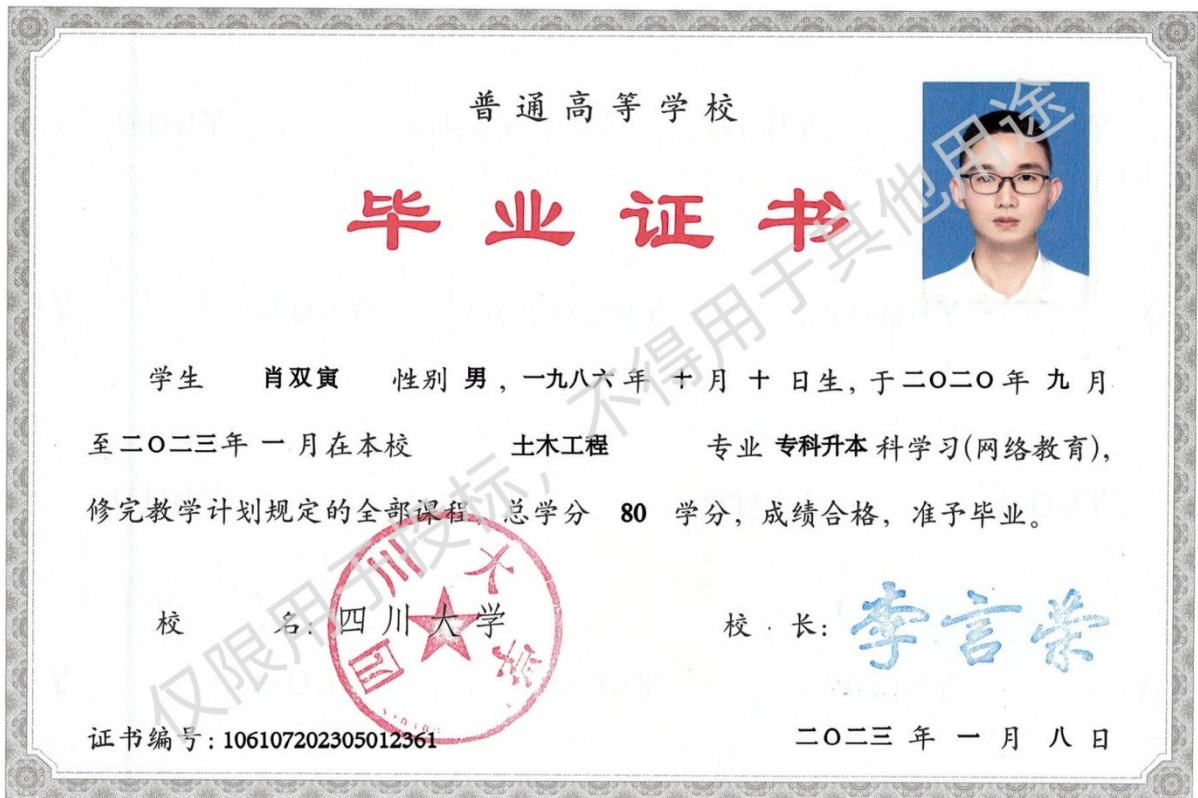 普通高等学校
毕业证书
学生 肖双寅 性别 男，一九八六年 十 月 十 日生，于二〇二〇年 九 月
至二〇二三年 一 月在本校 土木工程 专业 专科升本 科学习(网络教育)，
修完教学计划规定的全部课程，总学分 80 学分，成绩合格，准予毕业。
校 名：四川大学
四川大学
校 长：李言荣
证书编号：106107202305012361
二〇二三 年 一 月 八 日
仅限用于投标，不得用于其他用途